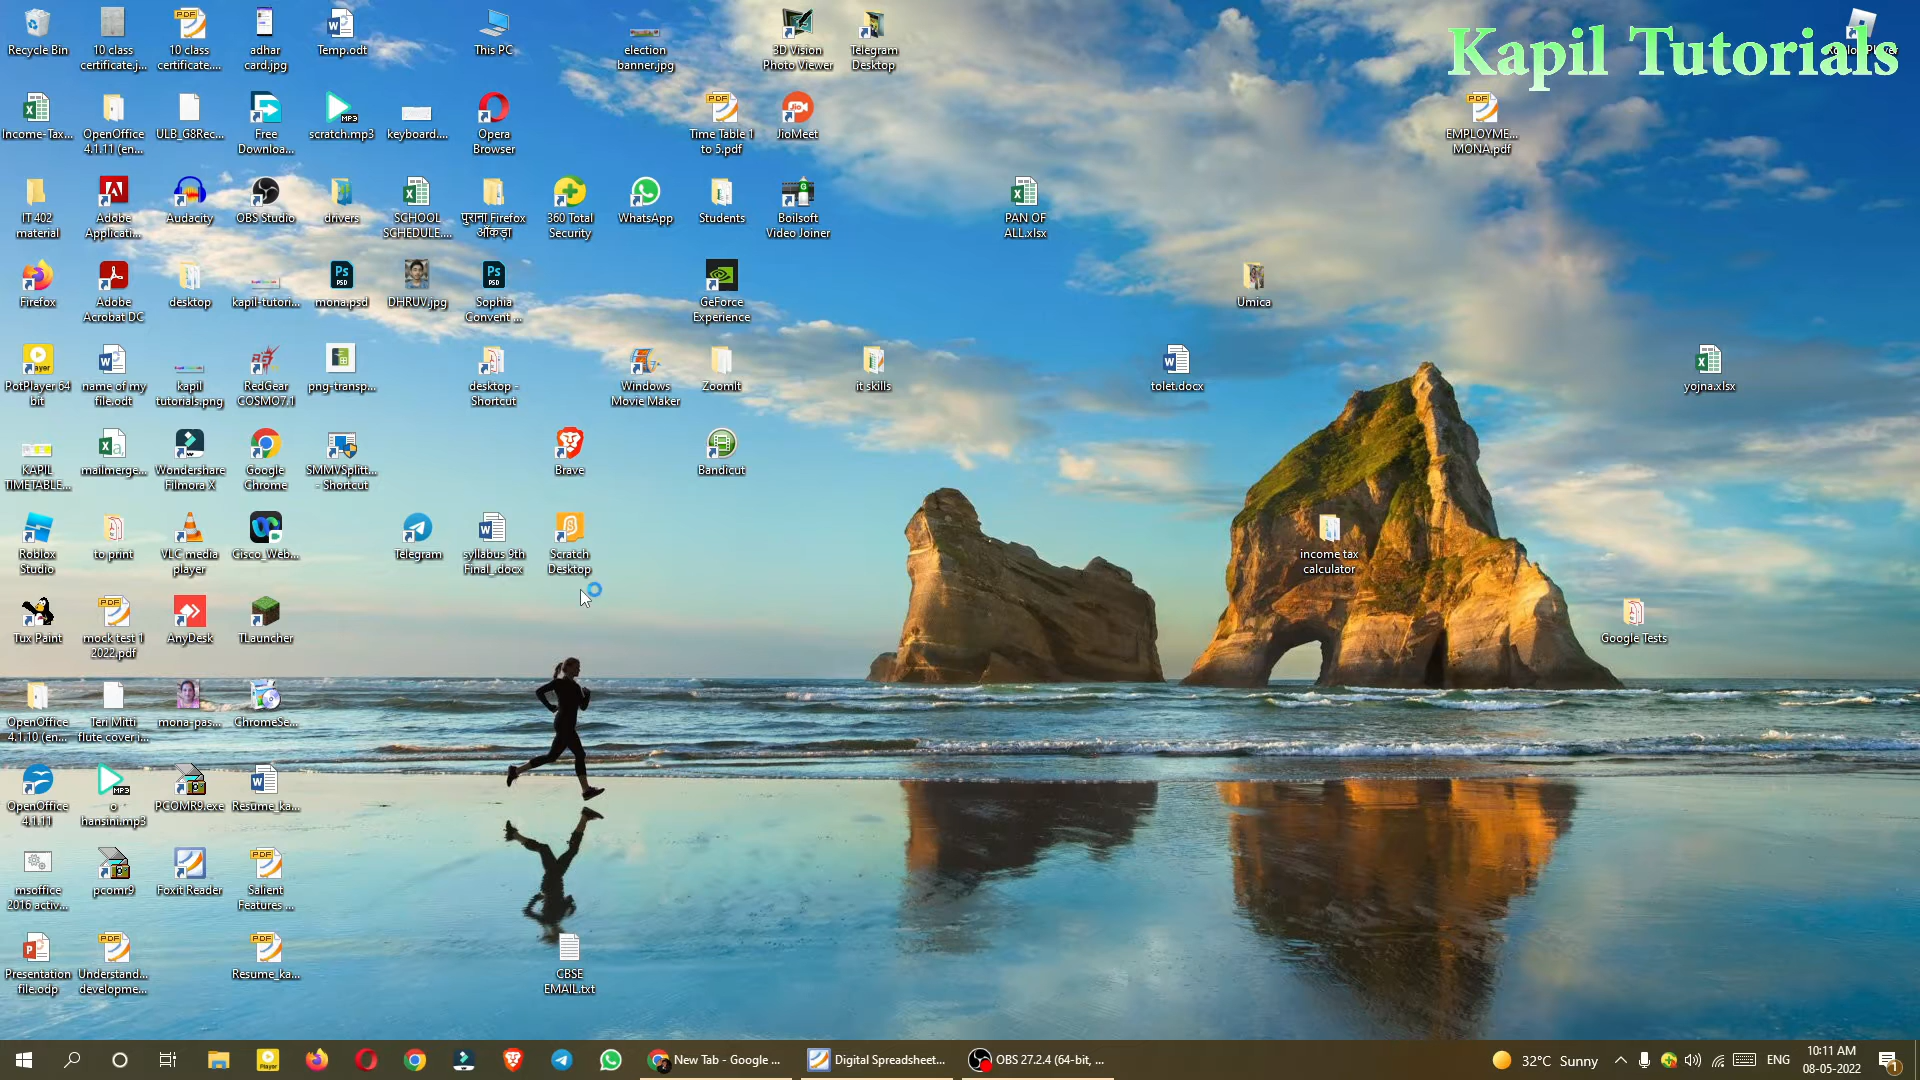 Kapil Tutorials
Recycle Bin
10 class certificate.j...
10 class certificate....
adhar card.jpg
Temp.odt
This PC
election banner.jpg
3D Vision Photo Viewer
Telegram Desktop
Income-Tax...
OpenOffice 4.1.11 (en...
ULB_G8Rec...
Free Downloa...
scratch.mp3
keyboard....
Opera Browser
Time Table 1 to 5.pdf
JioMeet
EMPLOYME... MONA.pdf
IT 402 material
Adobe Applicati...
Audacity
OBS Studio
drivers
SCHOOL SCHEDULE....
पुराना Firefox आँकड़ा
360 Total Security
WhatsApp
Students
Boilsoft Video Joiner
PAN OF ALL.xlsx
Firefox
Adobe Acrobat DC
desktop
kapil-tutori...
mona.psd
DHRUV.jpg
Sophia Convent ...
GeForce Experience
Umica
PotPlayer 64 bit
name of my file.odt
kapil tutorials.png
RedGear COSMO7.1
png-transp...
desktop - Shortcut
Windows Movie Maker
ZoomIt
it skills
tolet.docx
yojna.xlsx
KAPIL TIMETABLE...
mailmerge...
Wondershare Filmora X
Google Chrome
SMMVSplitt... - Shortcut
Brave
Bandicut
Roblox Studio
to print
VLC media player
Cisco_Web...
Telegram
syllabus 9th Final_.docx
Scratch Desktop
income tax calculator
Tux Paint
mock test 1 2022.pdf
AnyDesk
TLauncher
Google Tests
OpenOffice 4.1.10 (en...
Teri Mitti flute cover i...
mona-pas...
ChromeSe...
OpenOffice 4.1.11
o hansini.mp3
PCOMR9.exe
Resume_ka...
msoffice 2016 activ...
pcomr9
Foxit Reader
Salient Features ...
Presentation file.odp
Understand... developme...
Resume_ka...
CBSE EMAIL.txt
New Tab - Google ...
Digital Spreadsheet...
OBS 27.2.4 (64-bit, ...
32°C Sunny
ENG
10:11 AM
08-05-2022
1